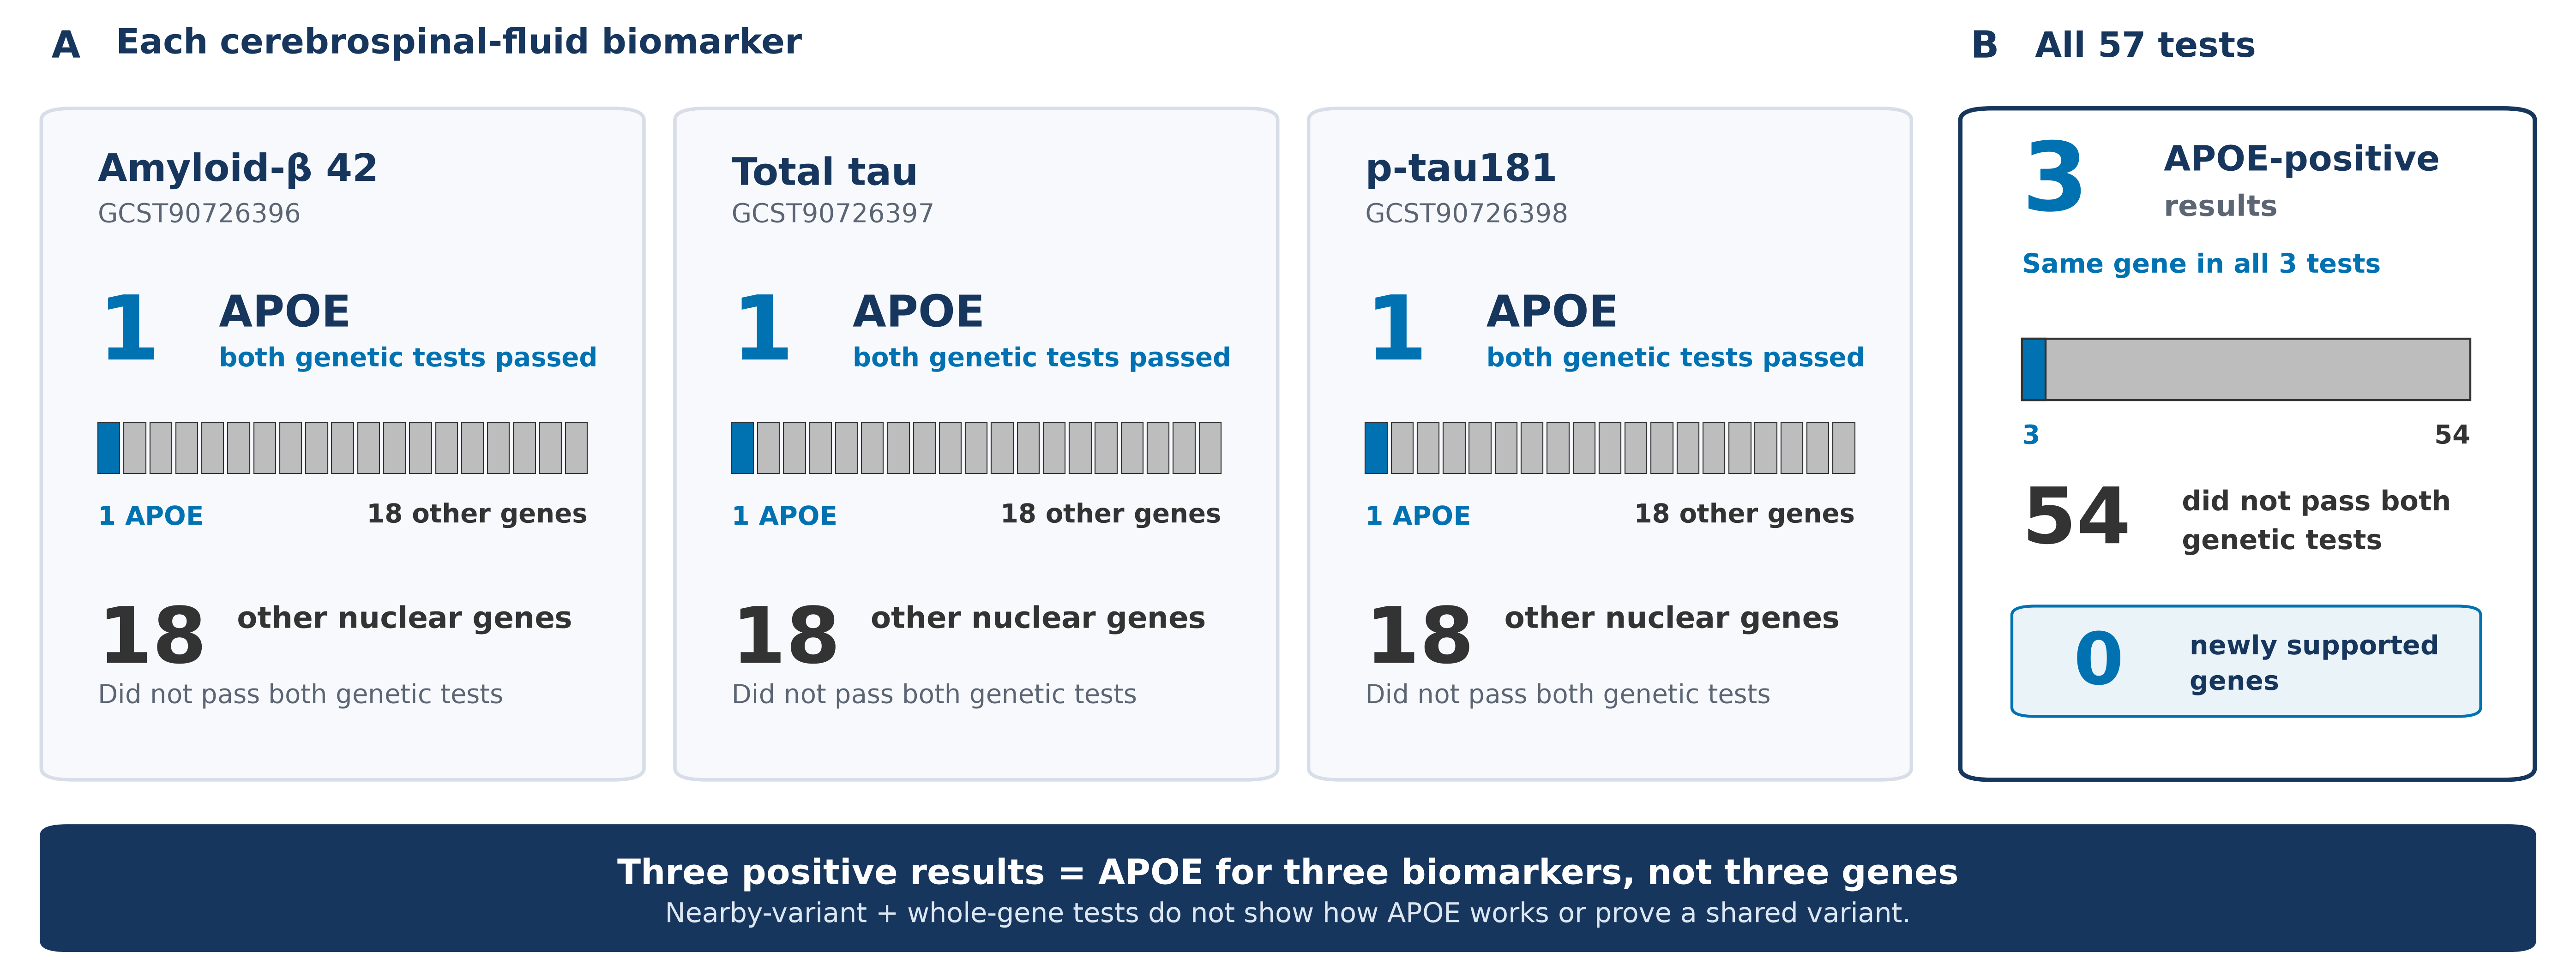 A Each cerebrospinal-fluid biomarker
Amyloid-β 42
GCST90726396
1 APOE
both genetic tests passed
1 APOE 18 other genes
18 other nuclear genes
Did not pass both genetic tests
Total tau
GCST90726397
1 APOE
both genetic tests passed
1 APOE 18 other genes
18 other nuclear genes
Did not pass both genetic tests
p-tau181
GCST90726398
1 APOE
both genetic tests passed
1 APOE 18 other genes
18 other nuclear genes
Did not pass both genetic tests
B All 57 tests
3 APOE-positive
results
Same gene in all 3 tests
3 54
54 did not pass both
genetic tests
0 newly supported
genes
Three positive results = APOE for three biomarkers, not three genes
Nearby-variant + whole-gene tests do not show how APOE works or prove a shared variant.